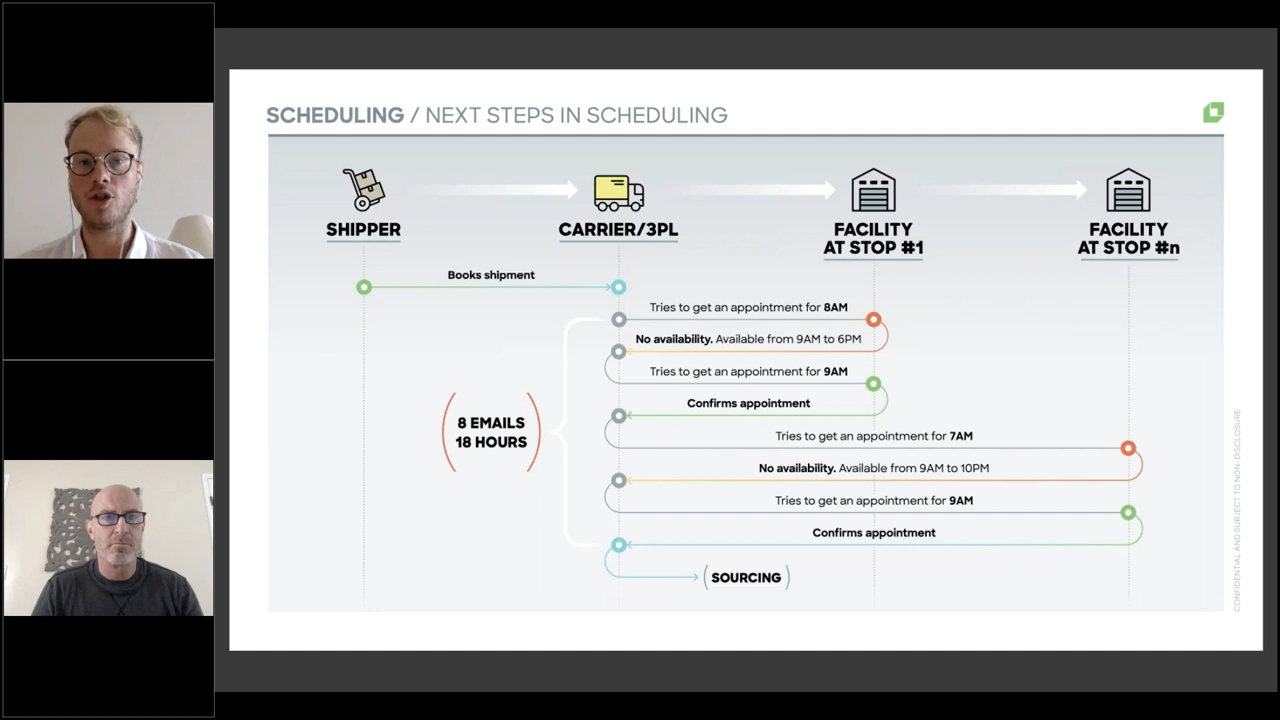 SCHEDULING / NEXT STEPS IN SCHEDULING
SHIPPER
CARRIER/3PL
FACILITY
AT STOP #1
FACILITY
AT STOP #n
Books shipment
Tries to get an appointment for 8AM
No availability. Available from 9AM to 6PM
Tries to get an appointment for 9AM
Confirms appointment
8 EMAILS
18 HOURS
Tries to get an appointment for 7AM
No availability. Available from 9AM to 10PM
Tries to get an appointment for 9AM
Confirms appointment
(SOURCING)
CONFIDENTIAL AND SUBJECT TO NON-DISCLOSURE